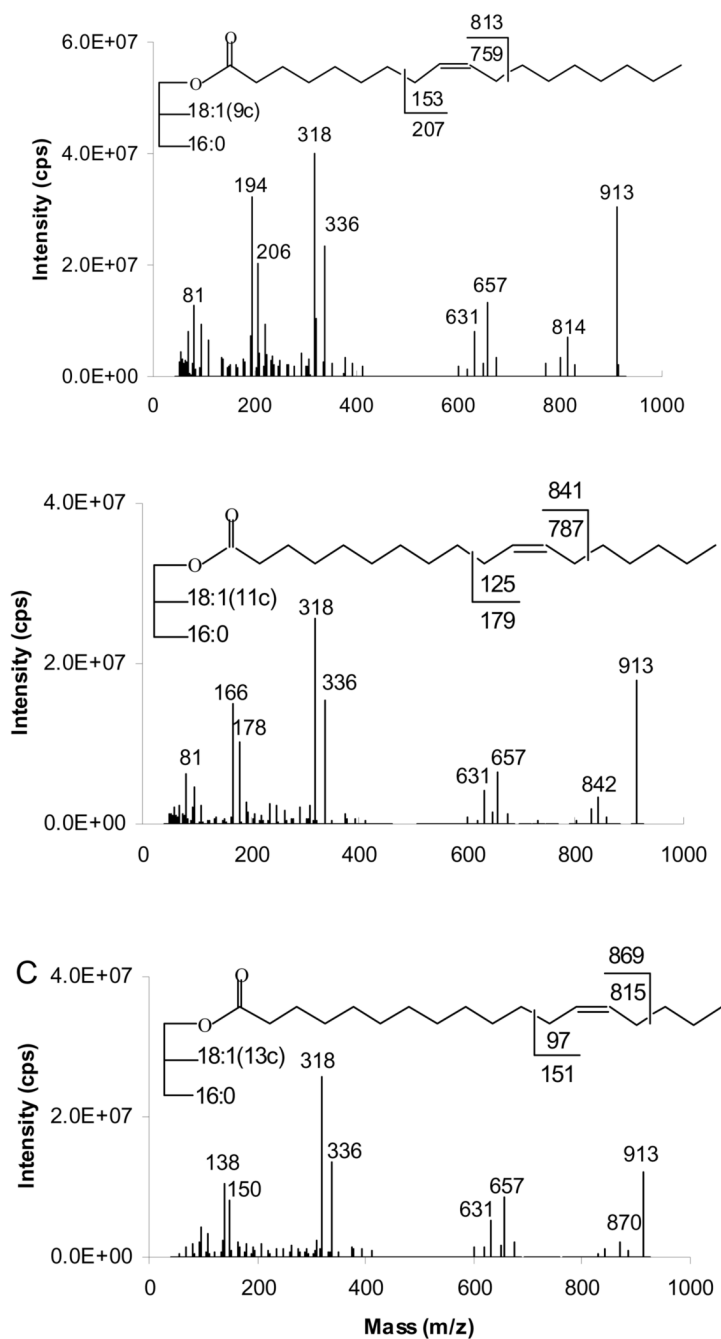 6.0E+07
4.0E+07
2.0E+07
0.0E+00
Intensity (cps)
O
O
18:1(9c)
16:0
813
759
153
207
81
194
206
318
336
631
657
814
913
0 200 400 600 800 1000
4.0E+07
2.0E+07
0.0E+00
Intensity (cps)
O
O
18:1(11c)
16:0
841
787
125
179
81
166
178
318
336
631
657
842
913
0 200 400 600 800 1000
C
4.0E+07
2.0E+07
0.0E+00
Intensity (cps)
O
O
18:1(13c)
16:0
869
815
97
151
138
150
318
336
631
657
870
913
0 200 400 600 800 1000
Mass (m/z)